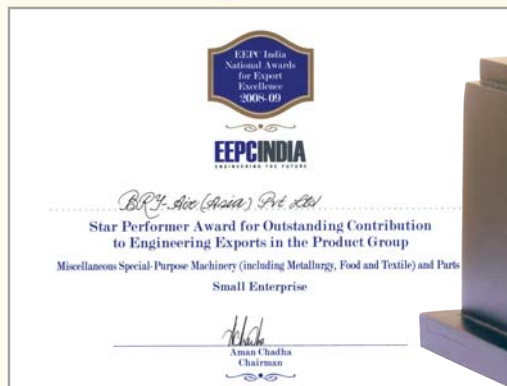 EEPC India
National Awards
for Export
Excellence
2008-09
EEPCINDIA
ENGINEERING THE FUTURE
BRY-Air (Asia) Pvt Ltd
Star Performer Award for Outstanding Contribution
to Engineering Exports in the Product Group
Miscellaneous Special-Purpose Machinery (including Metallurgy, Food and Textile) and Parts
Small Enterprise
Aman Chadha
Chairman